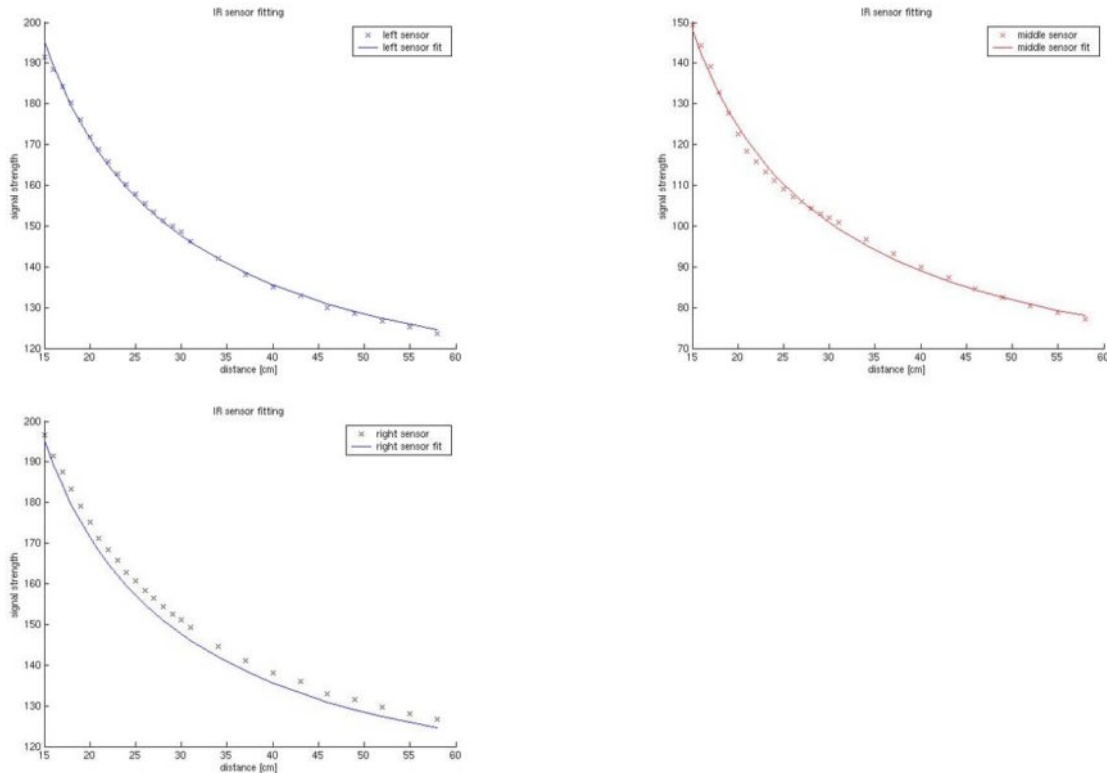 IR sensor fitting
200
190
180
170
160
150
140
130
120
signal strength
left sensor
left sensor fit
15 20 25 30 35 40 45 50 55 60
distance [cm]
IR sensor fitting
150
140
130
120
110
100
90
80
70
signal strength
middle sensor
middle sensor fit
15 20 25 30 35 40 45 50 55 60
distance [cm]
IR sensor fitting
200
190
180
170
160
150
140
130
120
signal strength
right sensor
right sensor fit
15 20 25 30 35 40 45 50 55 60
distance [cm]